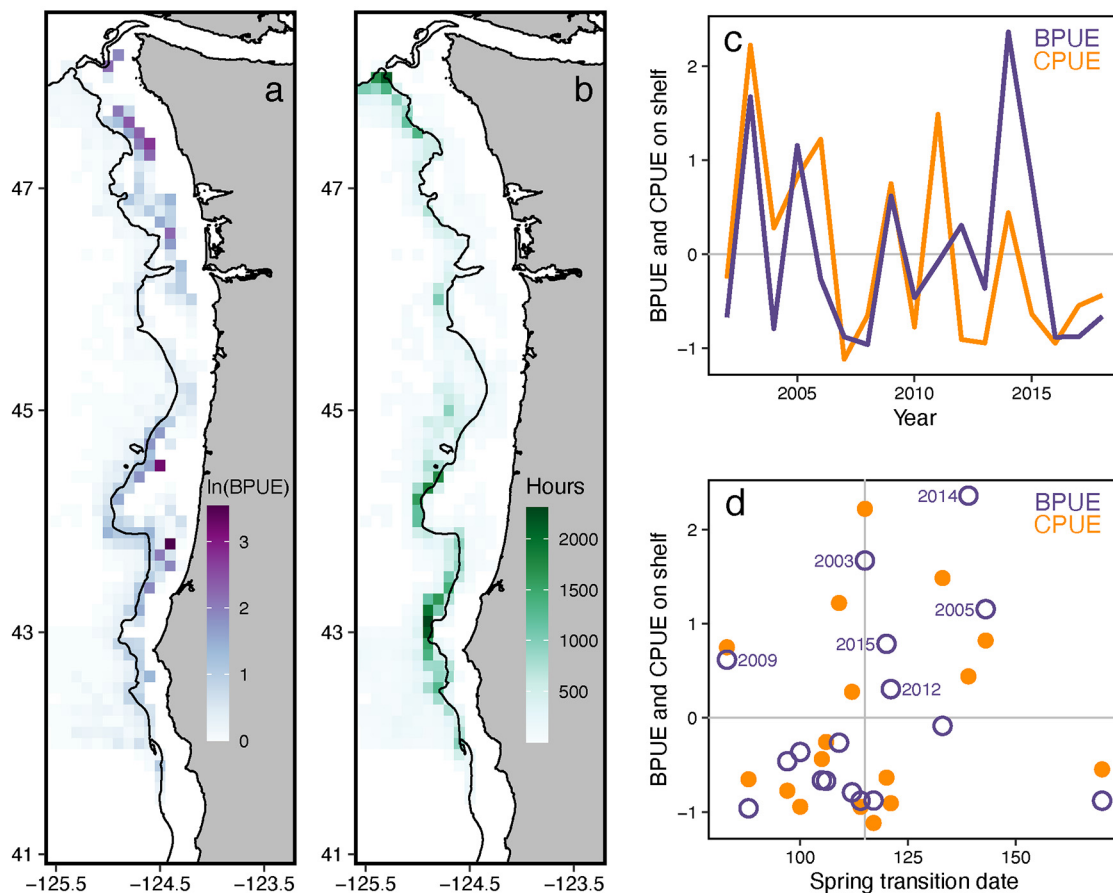 a
47
45
43
41
−125.5
−124.5
−123.5
ln(BPUE)
3
2
1
0
b
47
45
43
41
−125.5
−124.5
−123.5
Hours
2000
1000
500
c
BPUE
CPUE
BPUE and CPUE on shelf
2
1
0
−1
2005
2010
2015
Year
d
BPUE
CPUE
BPUE and CPUE on shelf
2
1
0
−1
2014
2003
2005
2015
2009
2012
100
125
150
Spring transition date